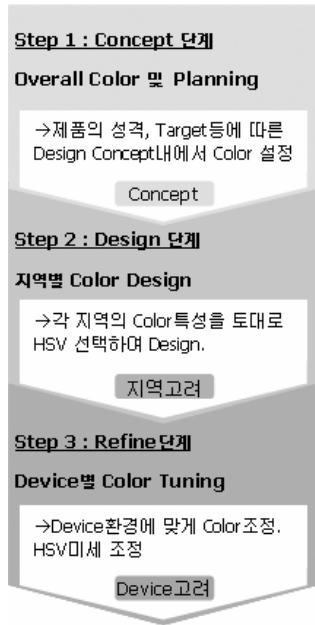 Step 1 : Concept 단계
Overall Color 및 Planning
→제품의 성격, Target등에 따른
Design Concept내에서 Color 설정
Concept
Step 2 : Design 단계
지역별 Color Design
→각 지역의 Color특성을 토대로
HSV 선택하며 Design.
지역고려
Step 3 : Refine단계
Device별 Color Tuning
→Device환경에 맞게 Color조정.
HSV미세 조정
Device고려